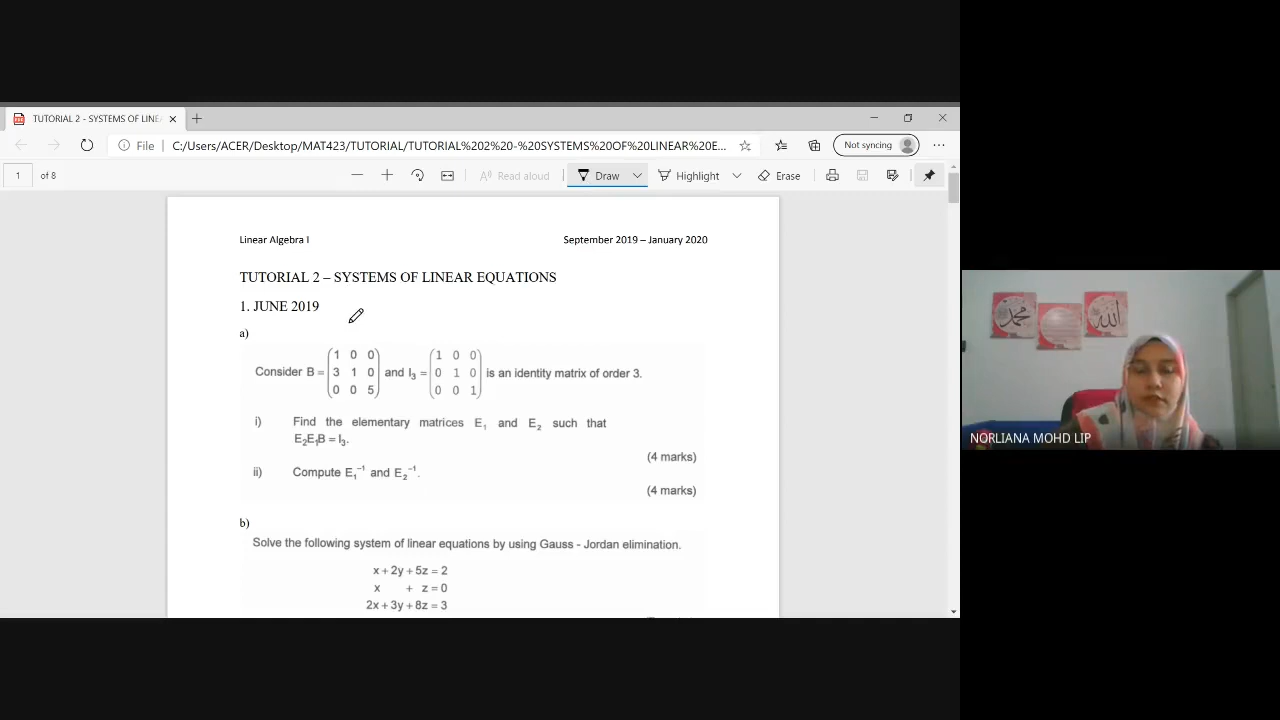 TUTORIAL 2 - SYSTEMS OF LINE
File | C:/Users/ACER/Desktop/MAT423/TUTORIAL/TUTORIAL%202%20-%20SYSTEMS%20OF%20LINEAR%20E... Not syncing
1 of 8 Read aloud Draw Highlight Erase
Linear Algebra I September 2019 – January 2020
TUTORIAL 2 – SYSTEMS OF LINEAR EQUATIONS
1. JUNE 2019
a)
1 0 0 1 0 0
Consider B = 3 1 0 and I₃ = 0 1 0 is an identity matrix of order 3.
0 0 5 0 0 1
i) Find the elementary matrices E₁ and E₂ such that
E₂E₁B = I₃.
(4 marks)
ii) Compute E₁⁻¹ and E₂⁻¹.
(4 marks)
b)
Solve the following system of linear equations by using Gauss - Jordan elimination.
x + 2y + 5z = 2
x + z = 0
2x + 3y + 8z = 3
محمد
الله
NORLIANA MOHD LIP